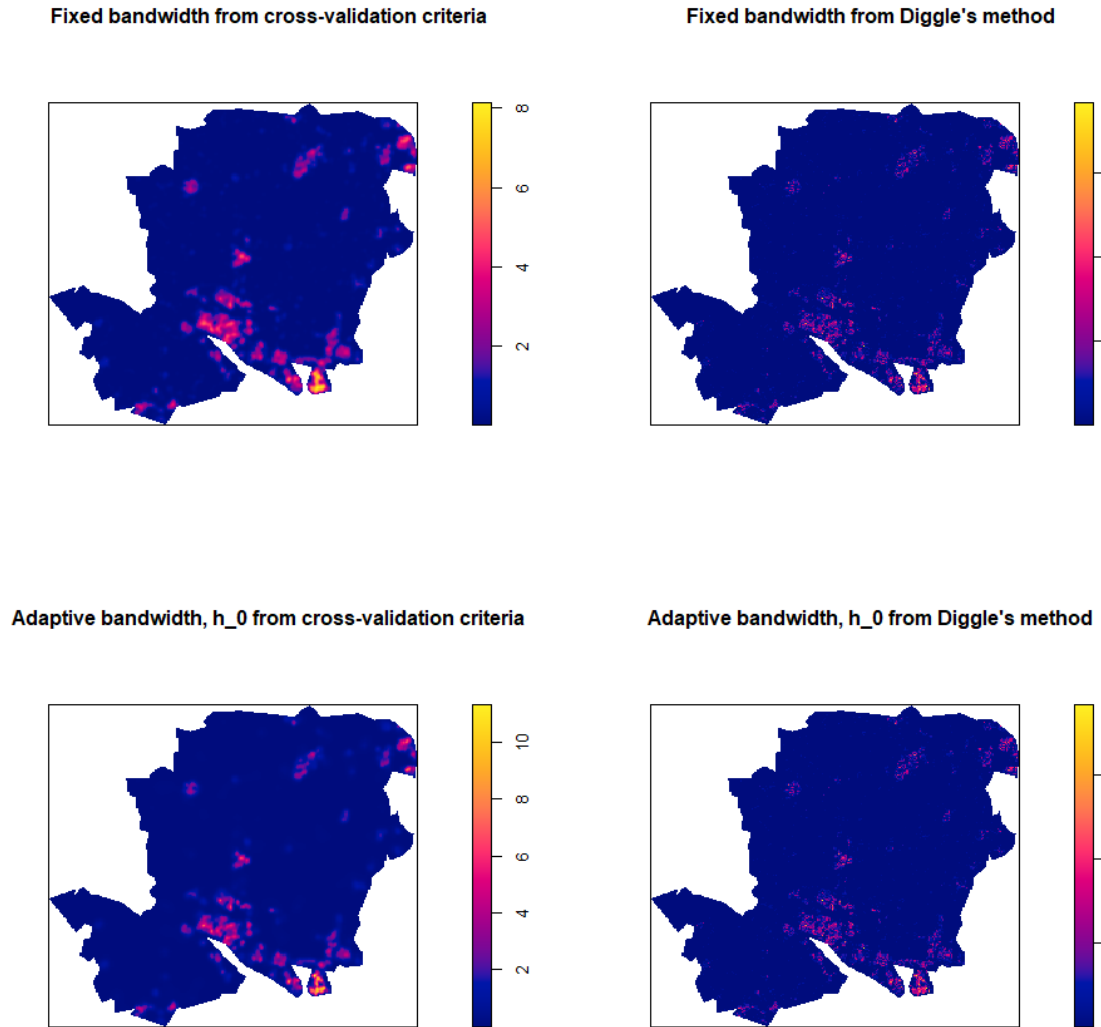 Fixed bandwidth from cross-validation criteria
Fixed bandwidth from Diggle's method
8
6
4
2
Adaptive bandwidth, h_0 from cross-validation criteria
Adaptive bandwidth, h_0 from Diggle's method
10
8
6
4
2